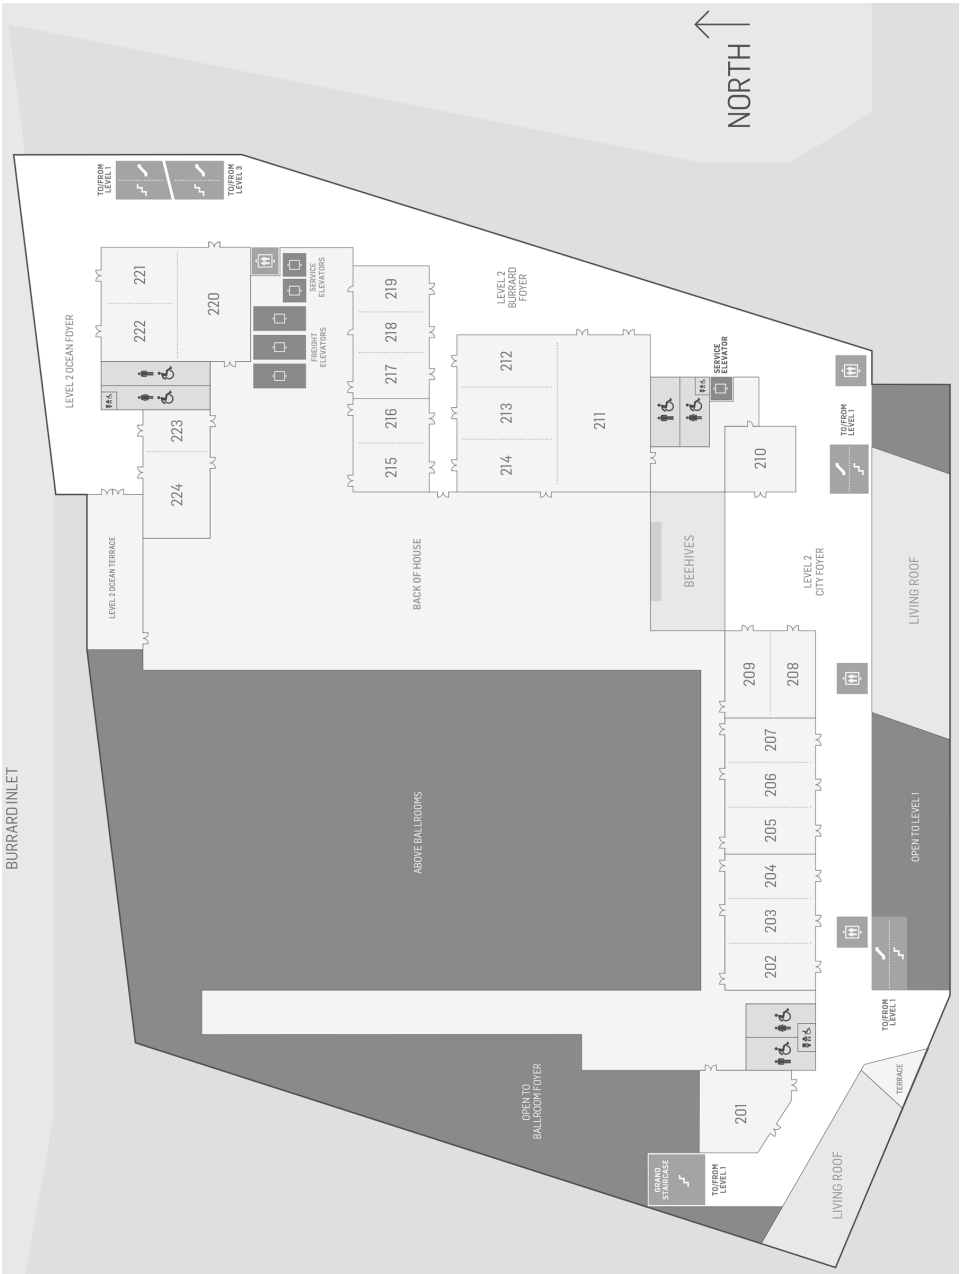 NORTH
TO/FROM
LEVEL 1
TO/FROM
LEVEL 3
221
222
220
SERVICE
ELEVATORS
FREIGHT
ELEVATORS
LEVEL 2 OCEAN FOYER
223
224
LEVEL 2 OCEAN TERRACE
219
218
217
216
215
LEVEL 2
BURRARD
FOYER
212
213
214
211
SERVICE
ELEVATOR
210
TO/FROM
LEVEL 1
BACK OF HOUSE
BEEHIVES
LEVEL 2
CITY FOYER
LIVING ROOF
209
208
207
206
205
204
203
202
BURRARD INLET
ABOVE BALLROOMS
OPEN TO LEVEL 1
TO/FROM
LEVEL 1
TERRACE
OPEN TO
BALLROOM FOYER
201
GRAND
STAIRCASE
TO/FROM
LEVEL 1
LIVING ROOF